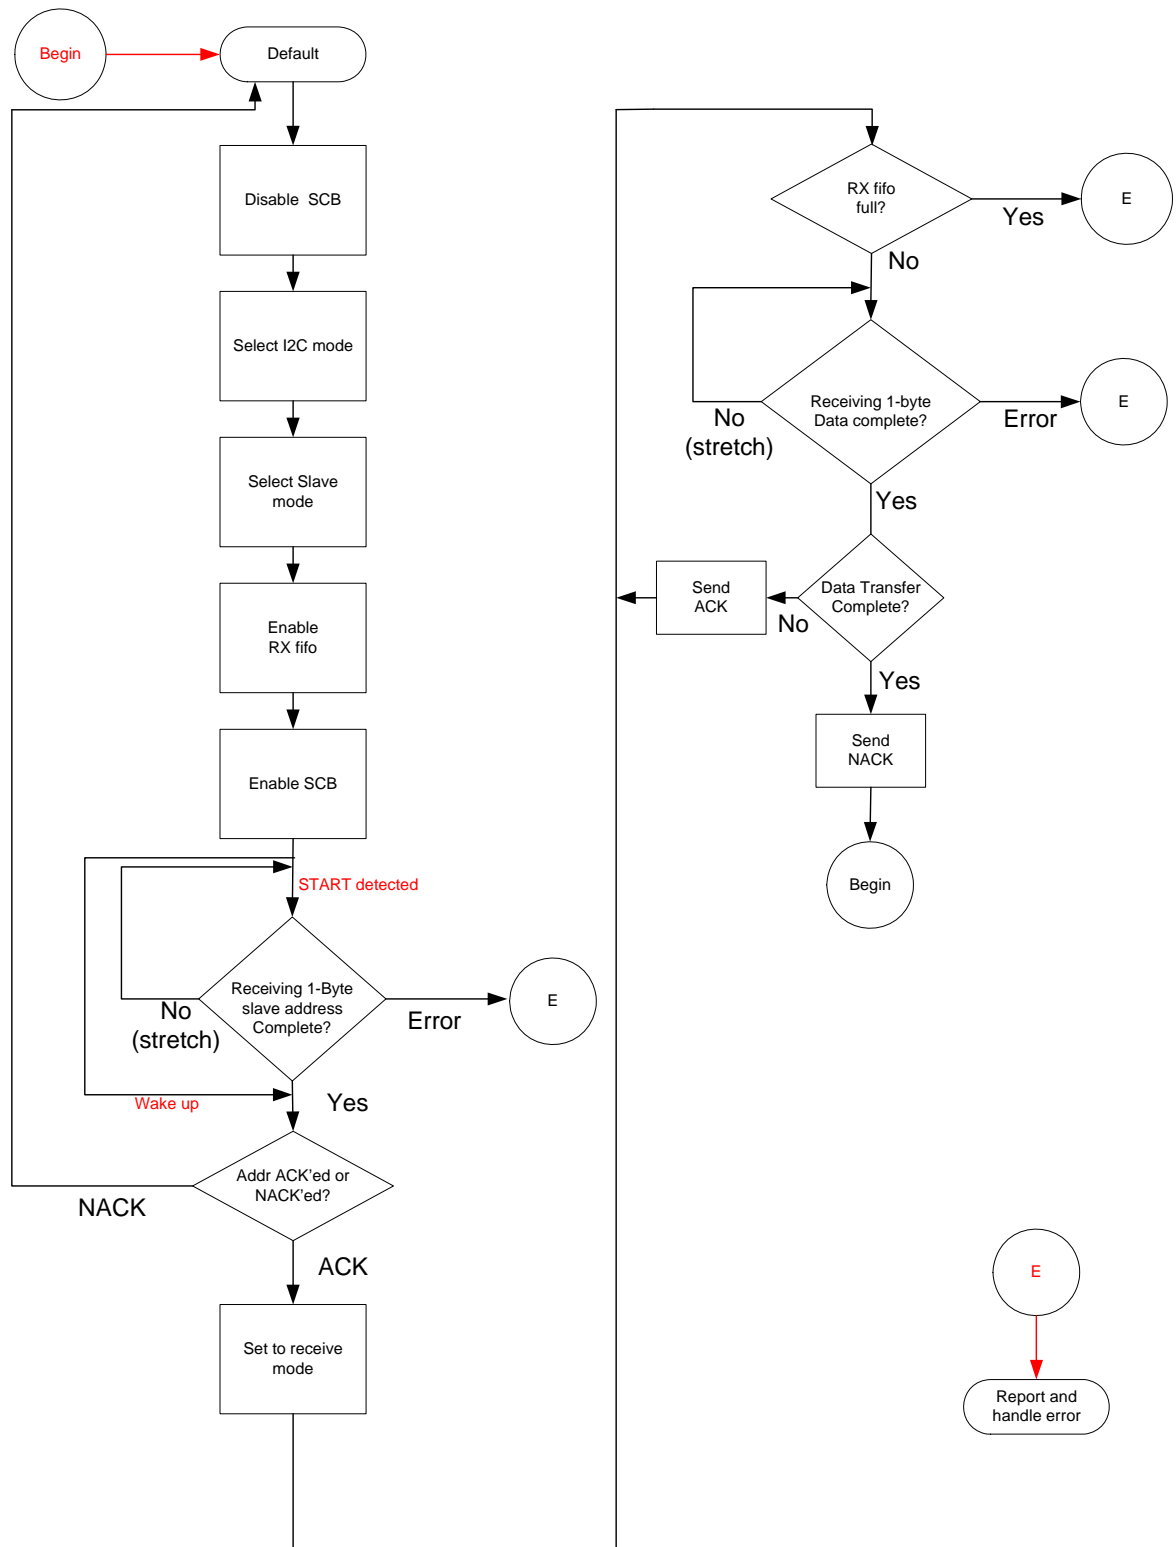 Begin
Default
Disable SCB
Select I2C mode
Select Slave
mode
Enable
RX fifo
Enable SCB
START detected
Receiving 1-Byte
slave address
Complete?
No
(stretch)
Error
E
Wake up
Yes
Addr ACK'ed or
NACK'ed?
NACK
ACK
Set to receive
mode
RX fifo
full?
Yes
E
No
Receiving 1-byte
Data complete?
No
(stretch)
Error
E
Yes
Data Transfer
Complete?
No
Send
ACK
Yes
Send
NACK
Begin
E
Report and
handle error